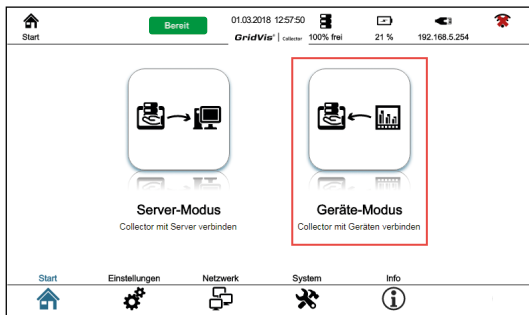 Start
Bereit
01.03.2018 12:57:50
GridVis® | Collector
100% frei
21 %
192.168.5.254
Server-Modus
Collector mit Server verbinden
Geräte-Modus
Collector mit Geräten verbinden
Start
Einstellungen
Netzwerk
System
Info